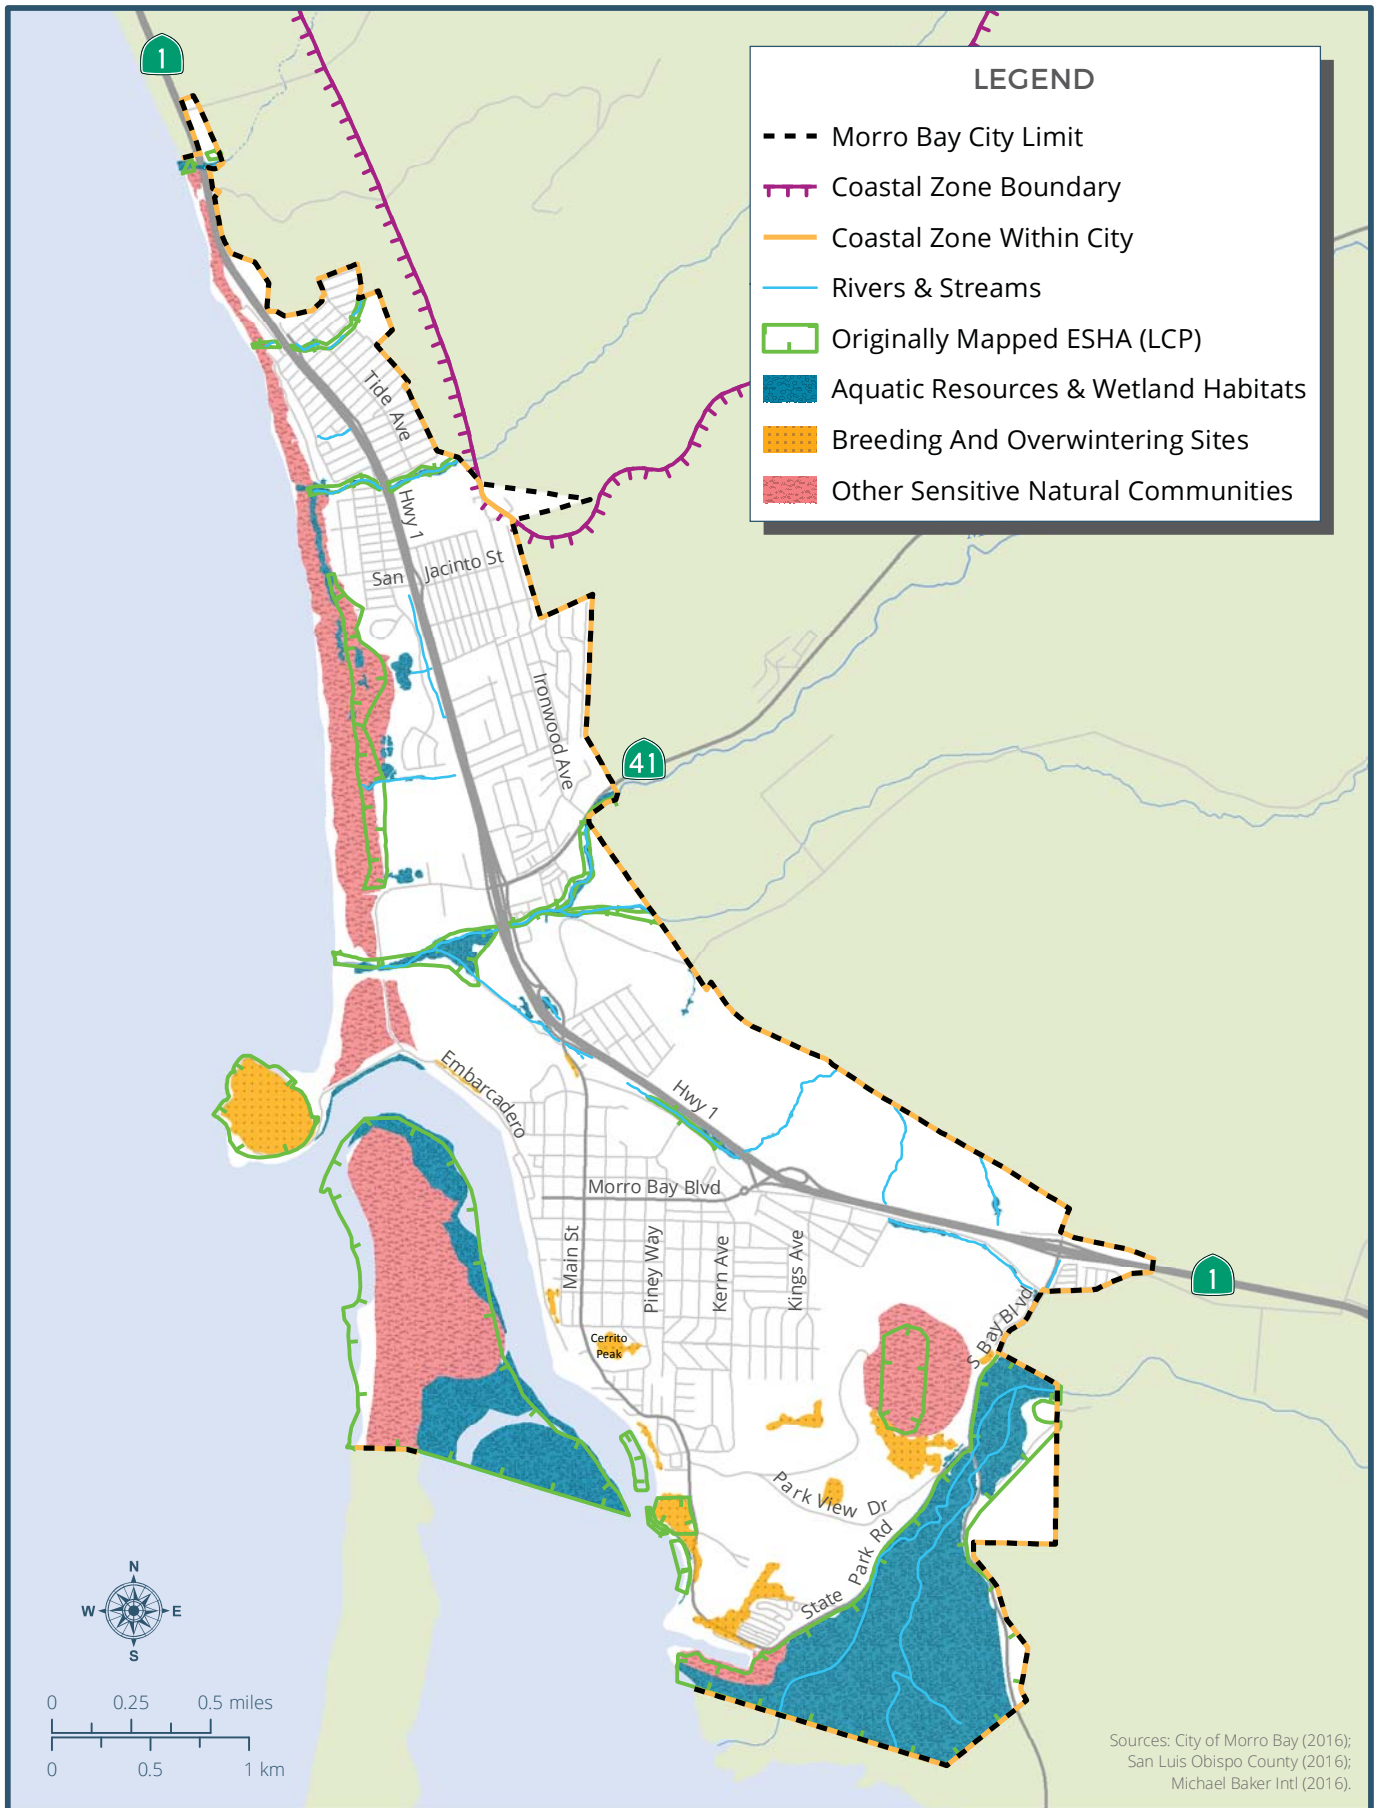 1
LEGEND
Morro Bay City Limit
Coastal Zone Boundary
Coastal Zone Within City
Rivers & Streams
Originally Mapped ESHA (LCP)
Aquatic Resources & Wetland Habitats
Breeding And Overwintering Sites
Other Sensitive Natural Communities
Tide Ave
Hwy 1
San Jacinto St
Ironwood Ave
41
Embarcadero
Hwy 1
Morro Bay Blvd
Main St
Piney Way
Kern Ave
Kings Ave
1
S Bay Blvd
Cerrito
Peak
Park View Dr
State Park Rd
N
W E
S
0 0.25 0.5 miles
0 0.5 1 km
Sources: City of Morro Bay (2016);
San Luis Obispo County (2016);
Michael Baker Intl (2016).